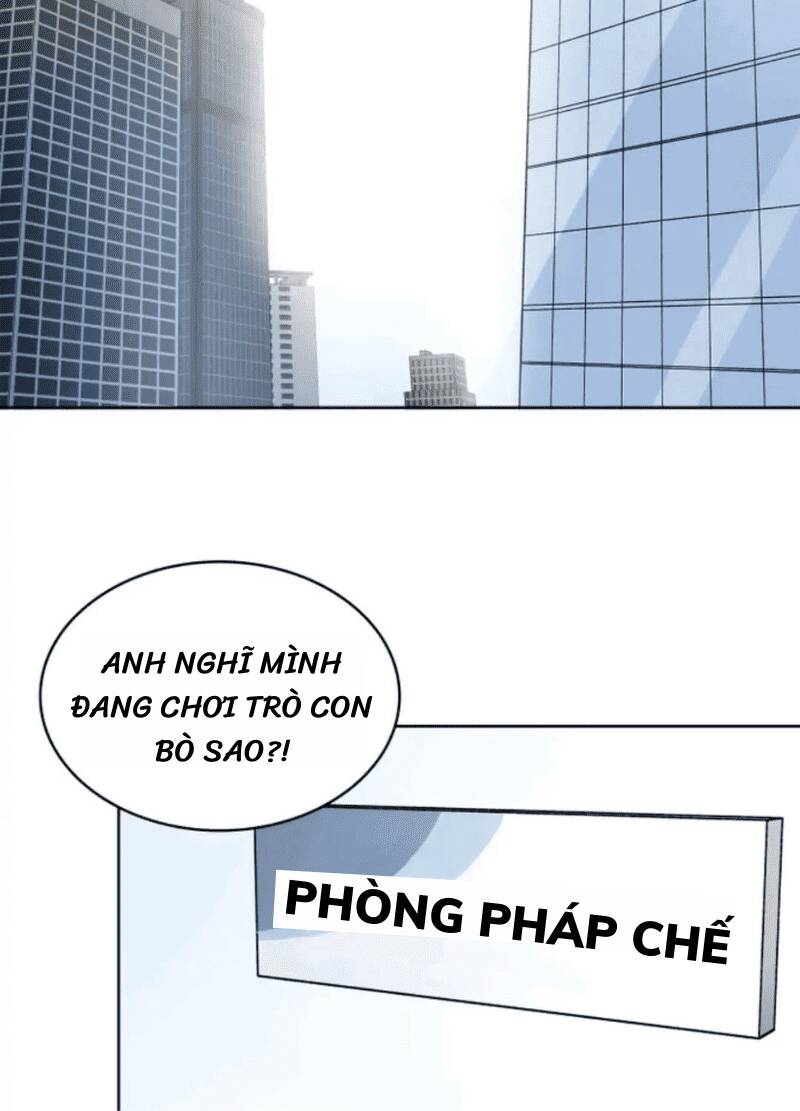 ANH NGHĨ MÌNH
ĐANG CHƠI TRÒ CON
BÒ SAO?!
PHÒNG PHÁP CHẾ